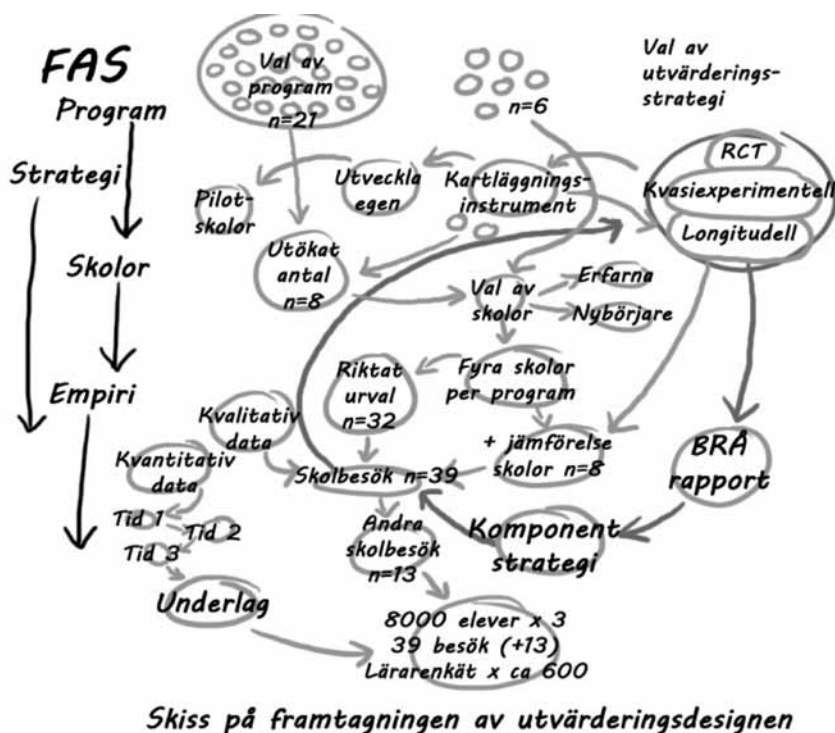 FAS
Program
Strategi
Skolor
Empiri
Val av
program
n=21
n=6
Val av
utvärderings-
strategi
RCT
Kvasiexperimentell
Longitudell
Kartläggnings-
instrument
Utveckla
egen
Pilot-
skolor
Utökat
antal
n=8
Val av
skolor
Erfarna
Nybörjare
Fyra skolor
per program
Riktat
urval
n=32
+ jämförelse
skolor n=8
Kvalitativ
data
Kvantitativ
data
Skolbesök n=39
Tid 1
Tid 2
Tid 3
Underlag
Andra
skolbesök
n=13
BRÅ
rapport
Komponent
strategi
8000 elever x 3
39 besök (+13)
Lärarenkät x ca 600
Skiss på framtagningen av utvärderingsdesignen